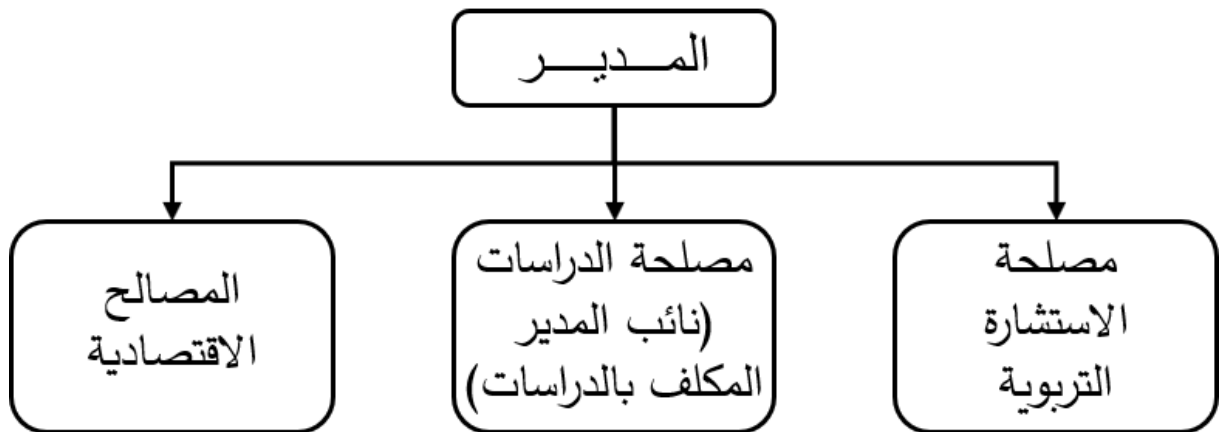 المـــديـــر
مصلحة
الاستشارة
التربوية
مصلحة الدراسات
(نائب المدير
المكلف بالدراسات)
المصالح
الاقتصادية